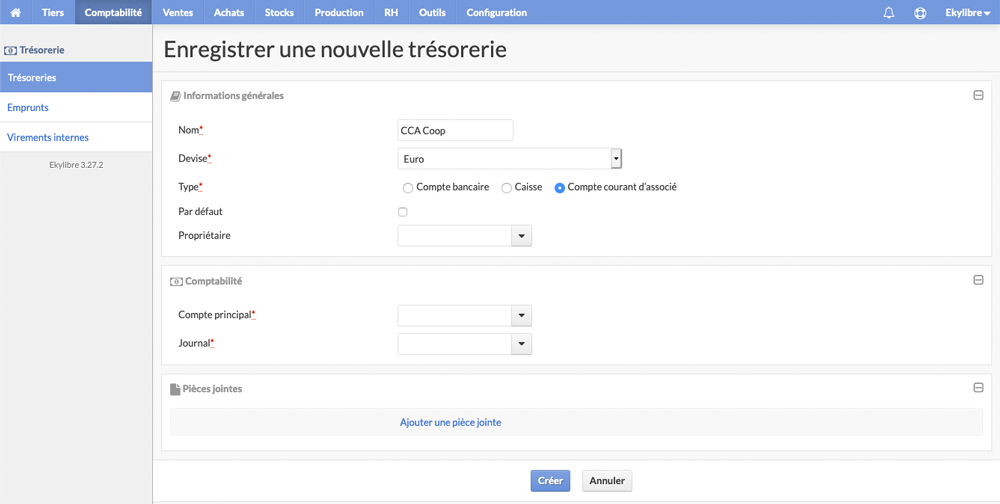 Tiers Comptabilité Ventes Achats Stocks Production RH Outils Configuration Ekylibre
Trésorerie
Trésoreries
Emprunts
Virements internes
Ekylibre 3.27.2
Enregistrer une nouvelle trésorerie
Informations générales
Nom* CCA Coop
Devise* Euro
Type* Compte bancaire Caisse Compte courant d'associé
Par défaut
Propriétaire
Comptabilité
Compte principal*
Journal*
Pièces jointes
Ajouter une pièce jointe
Créer Annuler